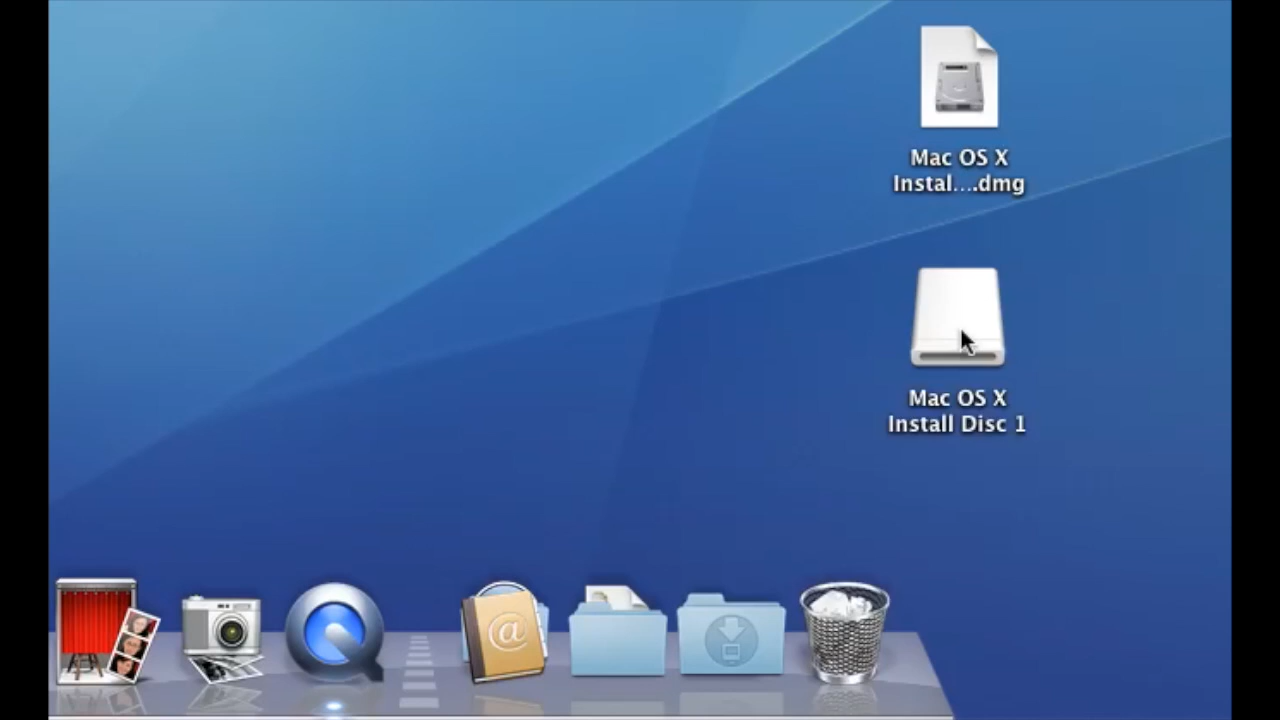 Mac OS X
Instal....dmg
Mac OS X
Install Disc 1
@